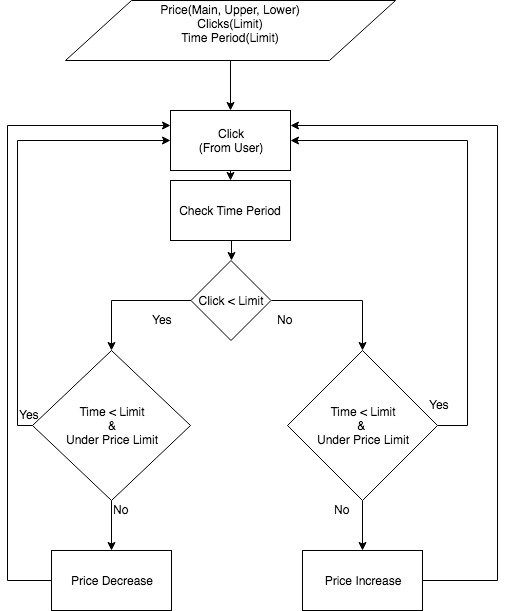 Price(Main, Upper, Lower)
Clicks(Limit)
Time Period(Limit)
Click
(From User)
Check Time Period
Click < Limit
Yes
No
Time < Limit
&
Under Price Limit
Time < Limit
&
Under Price Limit
Yes
Yes
No
No
Price Decrease
Price Increase